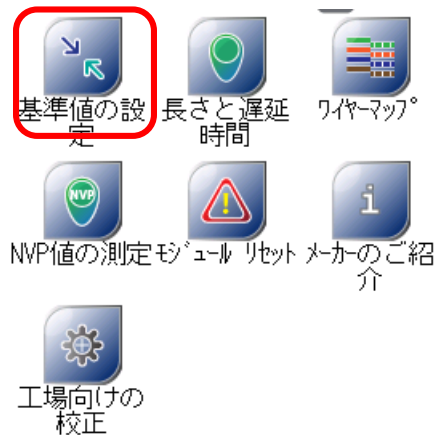 基準値の設
定
長さと遅延
時間
ﾜｲﾔｰﾏｯﾌﾟ
NVP
NVP値の測定
ﾓｼﾞｭｰﾙ ﾘｾｯﾄ
i
ﾒｰｶｰのご紹
介
工場向けの
校正